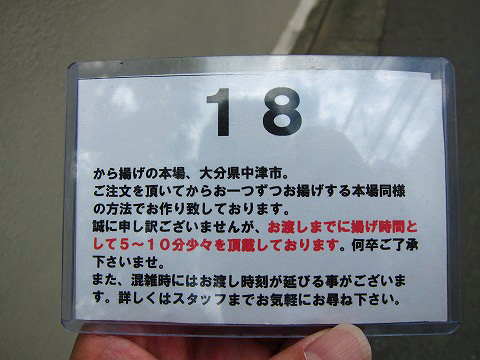 18
から揚げの本場、大分県中津市。
ご注文を頂いてからお一つずつお揚げする本場同様
の方法でお作り致しております。
誠に申し訳ございませんが、お渡しまでに揚げ時間と
して5〜10分少々を頂戴しております。何卒ご了承
下さいませ。
また、混雑時にはお渡し時刻が延びる事がございま
す。詳しくはスタッフまでお気軽にお尋ね下さい。